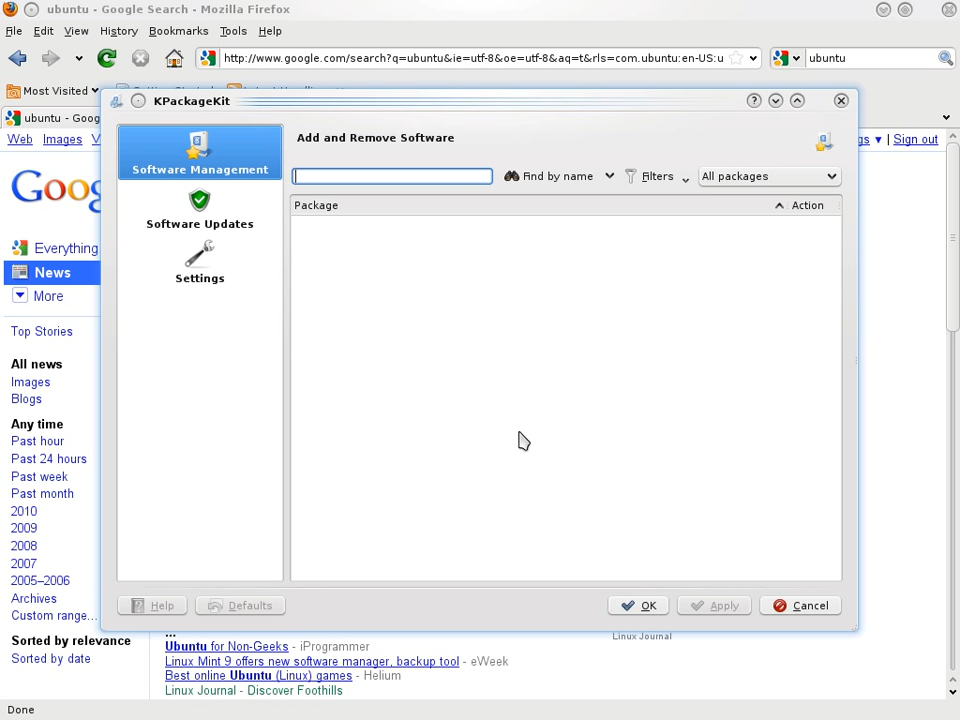 ubuntu - Google Search - Mozilla Firefox
File Edit View History Bookmarks Tools Help
http://www.google.com/search?q=ubuntu&ie=utf-8&oe=utf-8&aq=t&rls=com.ubuntu:en-US:u
ubuntu
Most Visited
ubuntu - Goog
KPackageKit
Web Images V
gs ▼ | Sign out
Goog
Everything
News
More
Top Stories
All news
Images
Blogs
Any time
Past hour
Past 24 hours
Past week
Past month
2010
2009
2008
2007
2005–2006
Archives
Custom range...
Sorted by relevance
Sorted by date
Software Management
Software Updates
Settings
Add and Remove Software
Find by name
Filters
All packages
Package
Action
Help
Defaults
OK
Apply
Cancel
...
Linux Journal
Ubuntu for Non-Geeks - iProgrammer
Linux Mint 9 offers new software manager, backup tool - eWeek
Best online Ubuntu (Linux) games - Helium
Linux Journal - Discover Foothills
Done